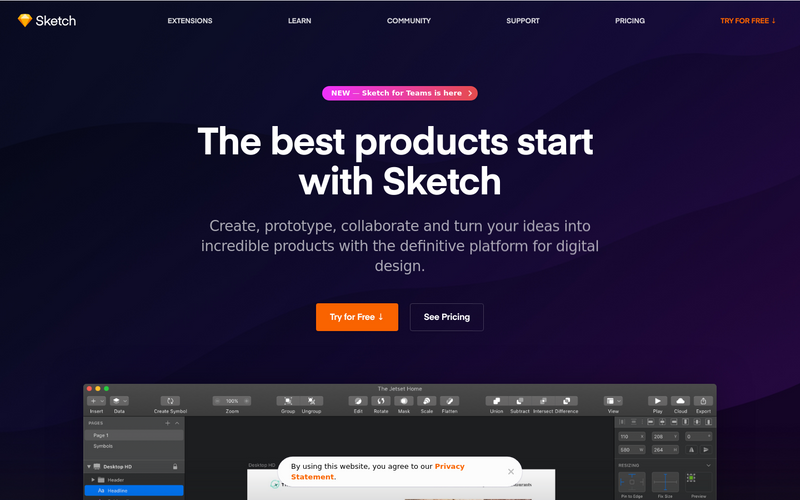 Sketch
EXTENSIONS
LEARN
COMMUNITY
SUPPORT
PRICING
TRY FOR FREE ↓
NEW — Sketch for Teams is here
The best products start
with Sketch
Create, prototype, collaborate and turn your ideas into
incredible products with the definitive platform for digital
design.
Try for Free ↓
See Pricing
The Jetset Home
100%
Insert
Data
Create Symbol
Zoom
Group
Ungroup
Edit
Rotate
Mask
Scale
Flatten
Union
Subtract
Intersect
Difference
View
Play
Cloud
Export
PAGES
Page 1
Symbols
Desktop HD
Header
Headline
Desktop HD
110
208
0
580
264
RESIZING
Pin to Edge
Fix Size
Preview
By using this website, you agree to our Privacy
Statement.